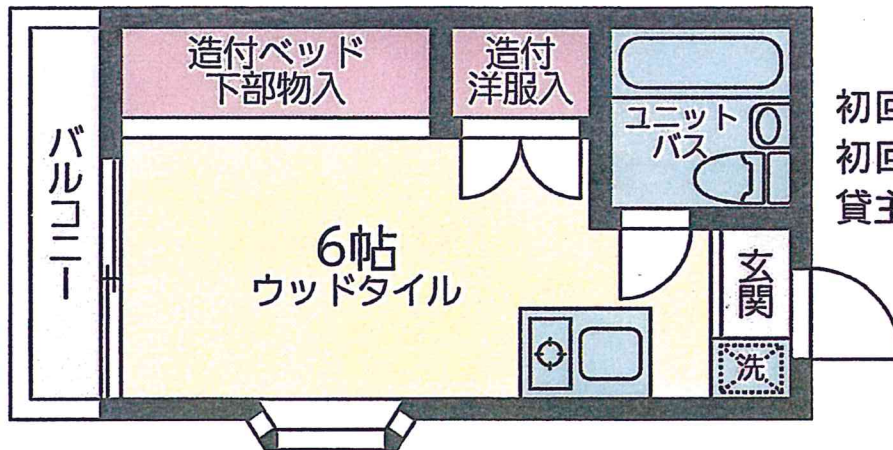 造付ベッド
下部物入
造付
洋服入
ユニット
バス
バルコニー
6帖
ウッドタイル
玄関
洗
初回
初回
貸主